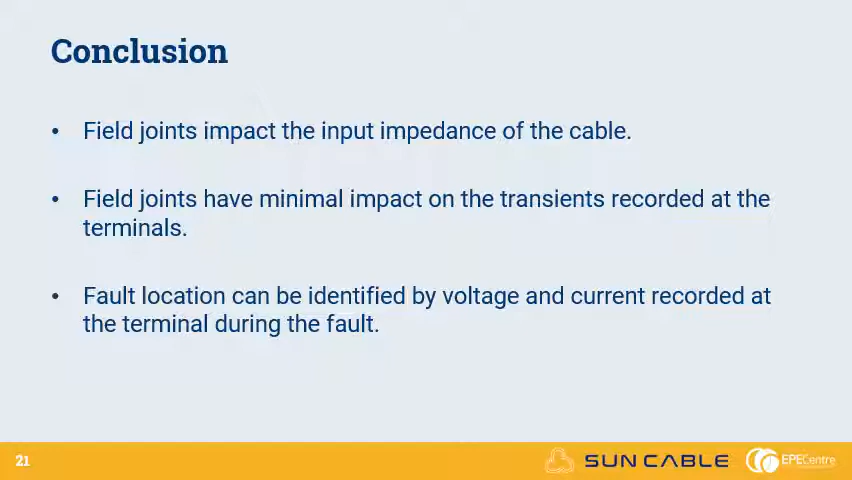 Conclusion
• Field joints impact the input impedance of the cable.
• Field joints have minimal impact on the transients recorded at the
terminals.
• Fault location can be identified by voltage and current recorded at
the terminal during the fault.
21
SUN CABLE
EPECentre